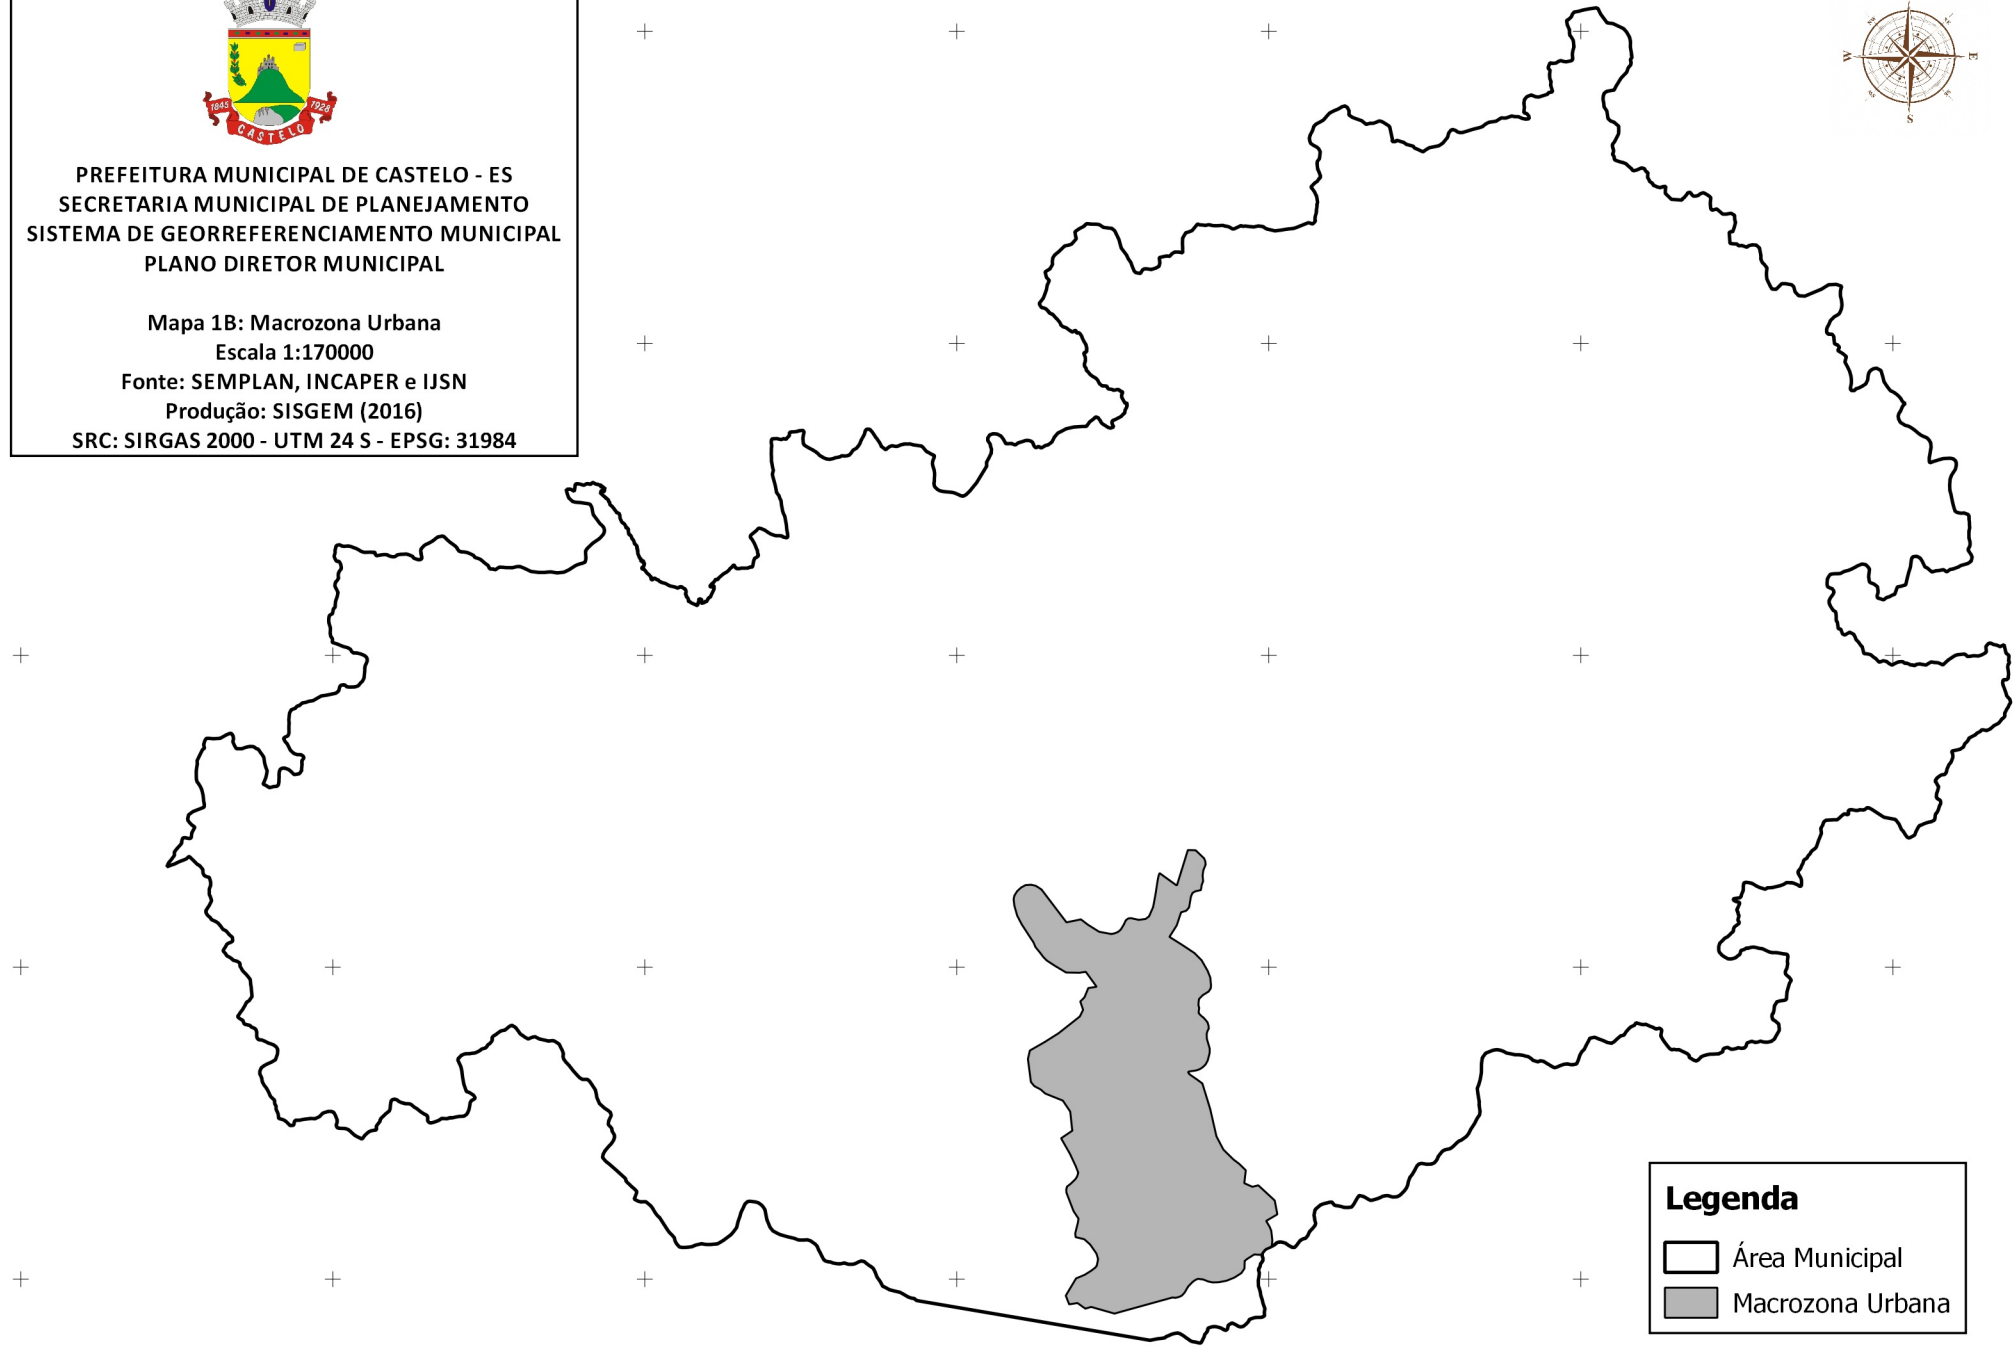 1845 CASTELO 1928
PREFEITURA MUNICIPAL DE CASTELO - ES
SECRETARIA MUNICIPAL DE PLANEJAMENTO
SISTEMA DE GEORREFERENCIAMENTO MUNICIPAL
PLANO DIRETOR MUNICIPAL
Mapa 1B: Macrozona Urbana
Escala 1:170000
Fonte: SEMPLAN, INCAPER e IJSN
Produção: SISGEM (2016)
SRC: SIRGAS 2000 - UTM 24 S - EPSG: 31984
W
E
S
Legenda
Área Municipal
Macrozona Urbana